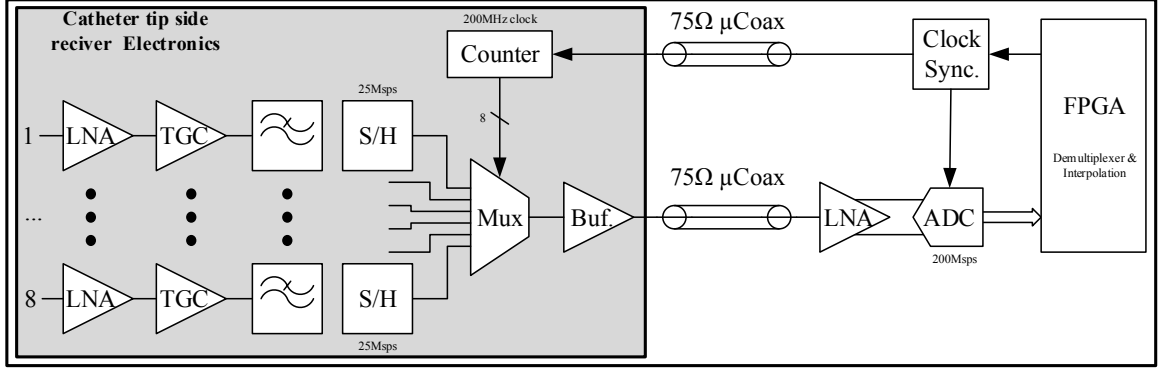 Catheter tip side
reciver Electronics
200MHz clock
Counter
75Ω µCoax
Clock
Sync.
FPGA
Demultiplexer &
Interpolation
25Msps
8
1
LNA
TGC
S/H
...
Mux
Buf.
75Ω µCoax
LNA
ADC
200Msps
8
LNA
TGC
S/H
25Msps